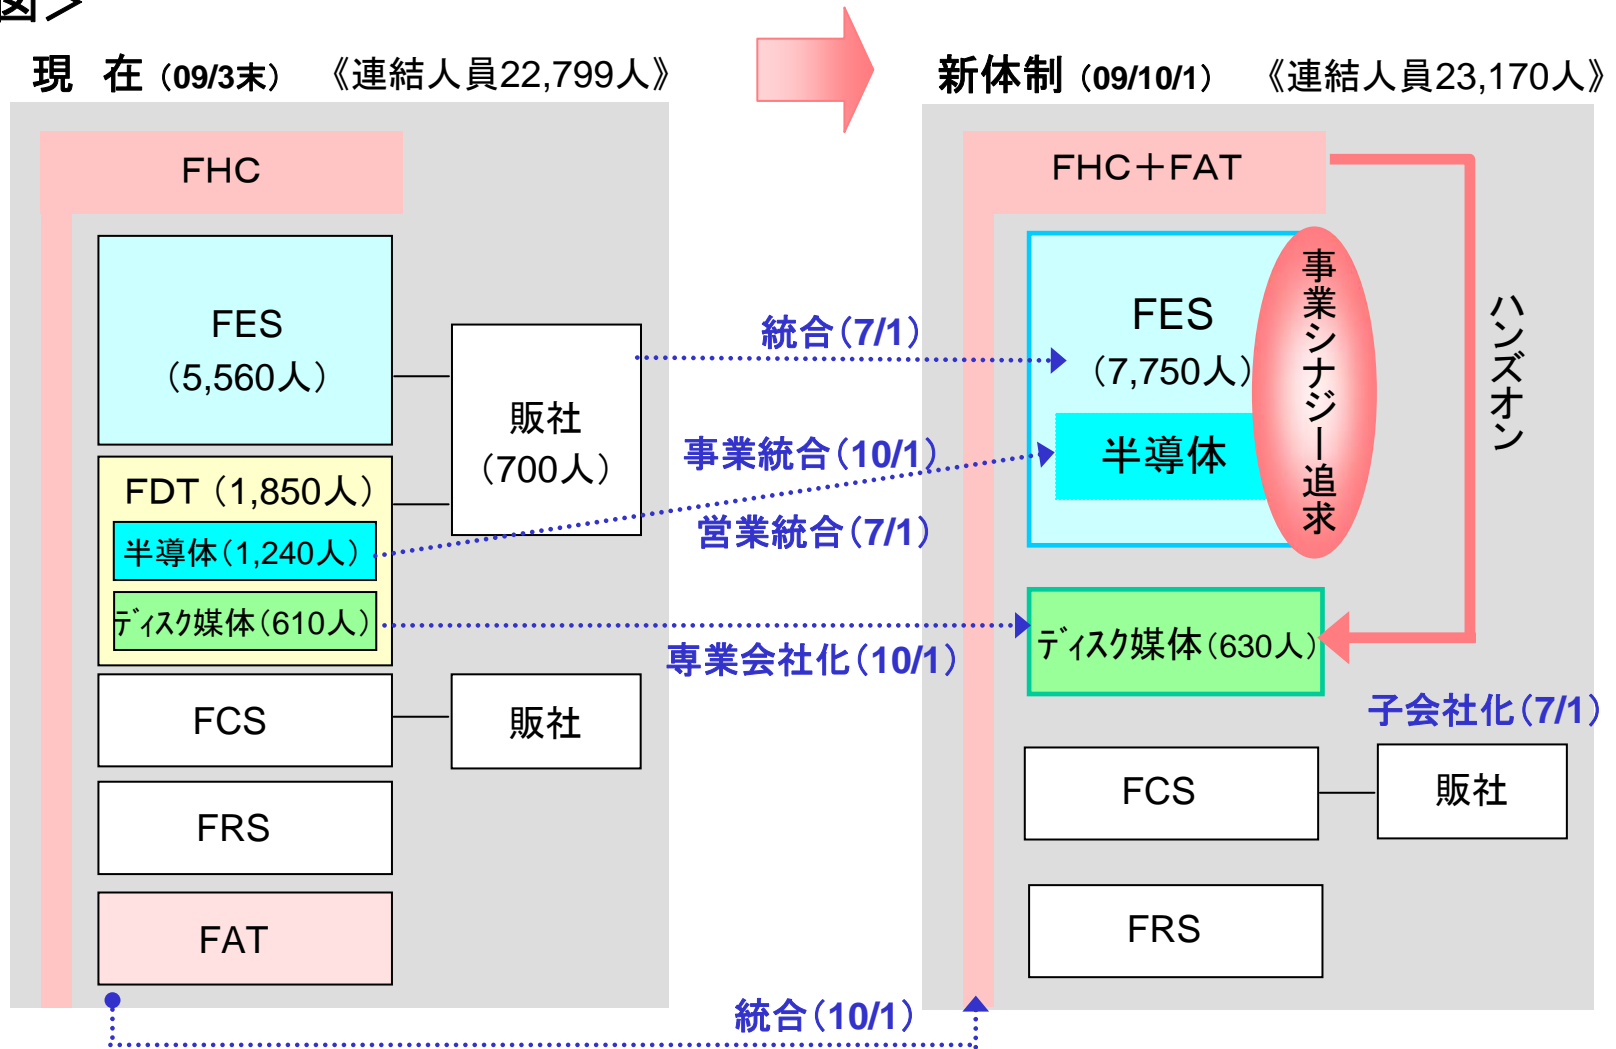 図＞
現 在 （09/3末） 《連結人員22,799人》
新体制 （09/10/1） 《連結人員23,170人》
ＦＨＣ
FES
（5,560人）
販社
（700人）
ＦＤＴ（1,850人）
半導体（1,240人）
ﾃﾞｨｽｸ媒体（610人）
FCS
販社
FRS
FAT
統合（7/1）
事業統合（10/1）
営業統合（7/1）
専業会社化（10/1）
統合（10/1）
ＦＨＣ＋ＦＡＴ
FES
（7,750人）
半導体
事業シナジー追求
ハンズオン
ﾃﾞｨｽｸ媒体（630人）
子会社化（7/1）
FCS
販社
FRS